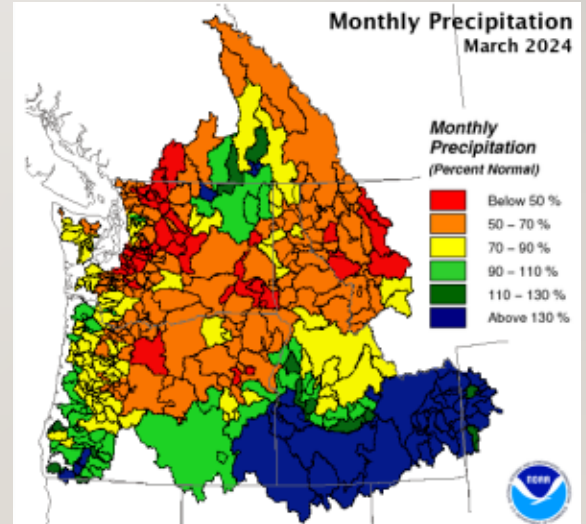 Monthly Precipitation
March 2024
Monthly
Precipitation
(Percent Normal)
Below 50 %
50 – 70 %
70 – 90 %
90 – 110 %
110 – 130 %
Above 130 %
NOAA